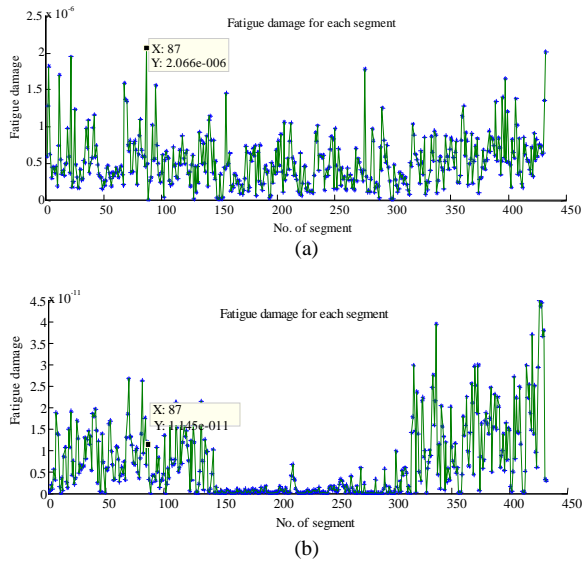 x 10⁻⁶
Fatigue damage for each segment
2.5
2
1.5
1
0.5
0
X: 87
Y: 2.066e-006
Fatigue damage
0 50 100 150 200 250 300 350 400 450
No. of segment
(a)
x 10⁻¹¹
Fatigue damage for each segment
4.5
4
3.5
3
2.5
2
1.5
1
0.5
0
X: 87
Y: 1.145e-011
Fatigue damage
0 50 100 150 200 250 300 350 400 450
No. of segment
(b)